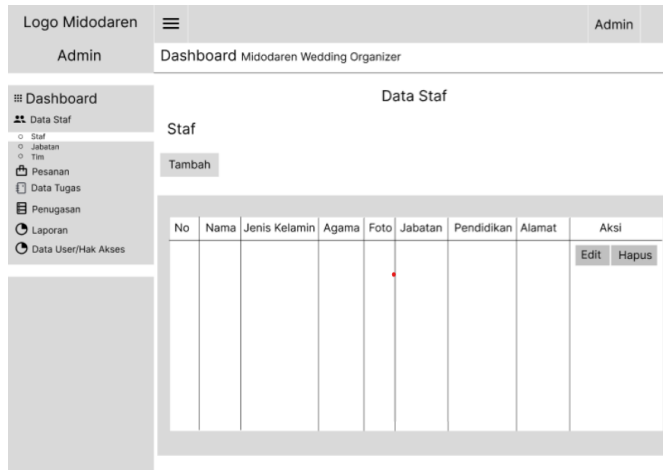 Logo Midodaren
Admin
Admin
Dashboard Midodaren Wedding Organizer
Dashboard
Data Staf
Staf
Jabatan
Tim
Pesanan
Data Tugas
Penugasan
Laporan
Data User/Hak Akses
Data Staf
Staf
Tambah
No Nama Jenis Kelamin Agama Foto Jabatan Pendidikan Alamat Aksi
Edit Hapus